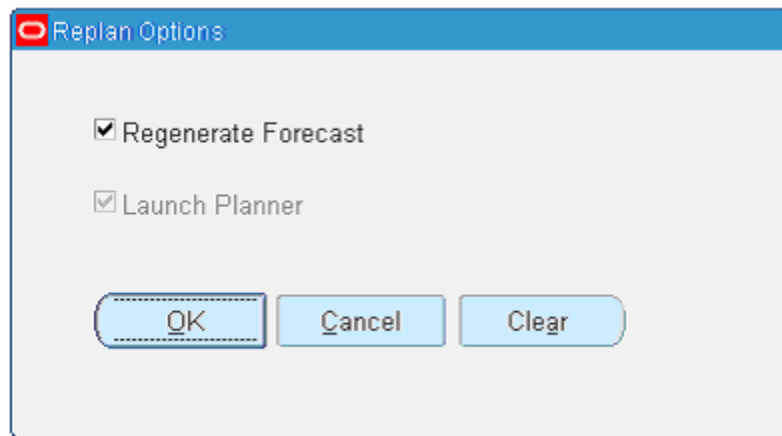 Replan Options
Regenerate Forecast
Launch Planner
OK Cancel Clear